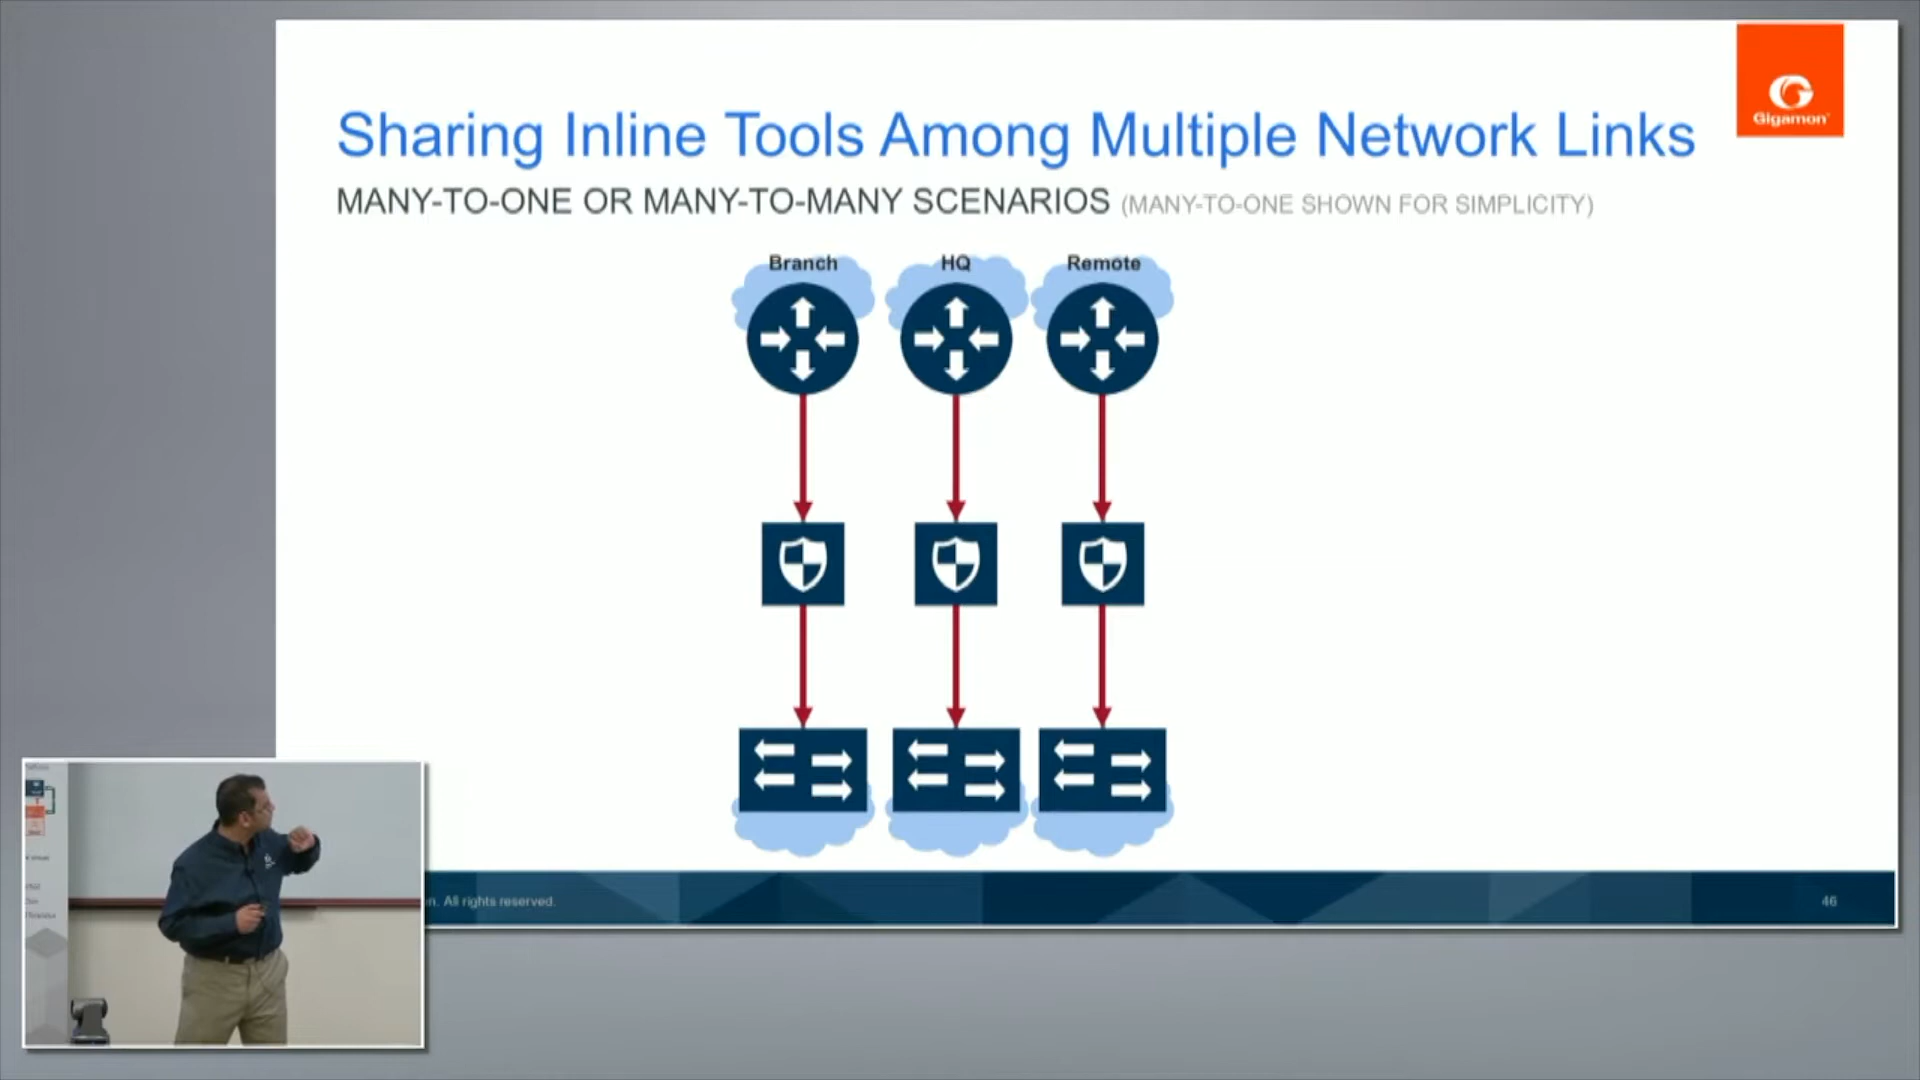 Gigamon
Sharing Inline Tools Among Multiple Network Links
MANY-TO-ONE OR MANY-TO-MANY SCENARIOS (MANY-TO-ONE SHOWN FOR SIMPLICITY)
Branch HQ Remote
All rights reserved. 46